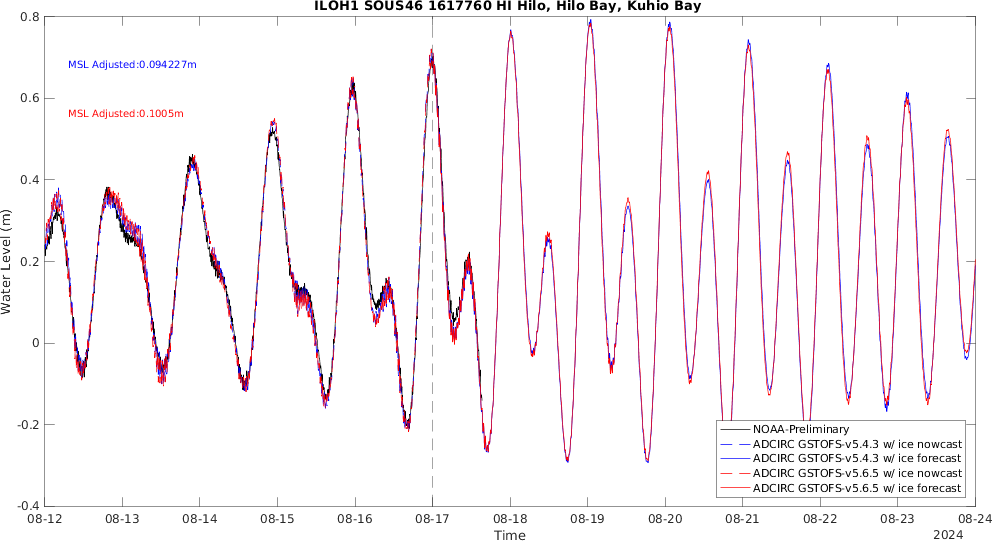 ILOH1 SOUS46 1617760 HI Hilo, Hilo Bay, Kuhio Bay
0.8
MSL Adjusted:0.094227m
0.6
MSL Adjusted:0.1005m
0.4
Water Level (m)
0.2
0
-0.2
NOAA-Preliminary
ADCIRC GSTOFS-v5.4.3 w/ ice nowcast
ADCIRC GSTOFS-v5.4.3 w/ ice forecast
ADCIRC GSTOFS-v5.6.5 w/ ice nowcast
ADCIRC GSTOFS-v5.6.5 w/ ice forecast
-0.4
08-12 08-13 08-14 08-15 08-16 08-17 08-18 08-19 08-20 08-21 08-22 08-23 08-24
Time
2024